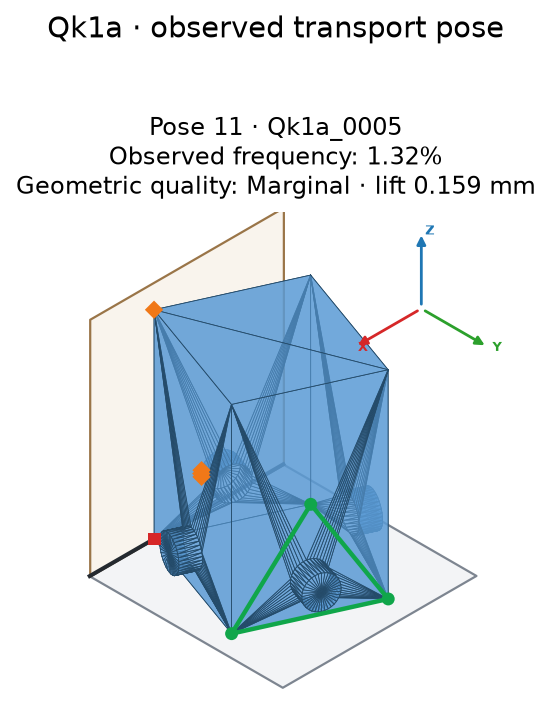 Qk1a · observed transport pose
Pose 11 · Qk1a_0005
Observed frequency: 1.32%
Geometric quality: Marginal · lift 0.159 mm
Z
X
Y